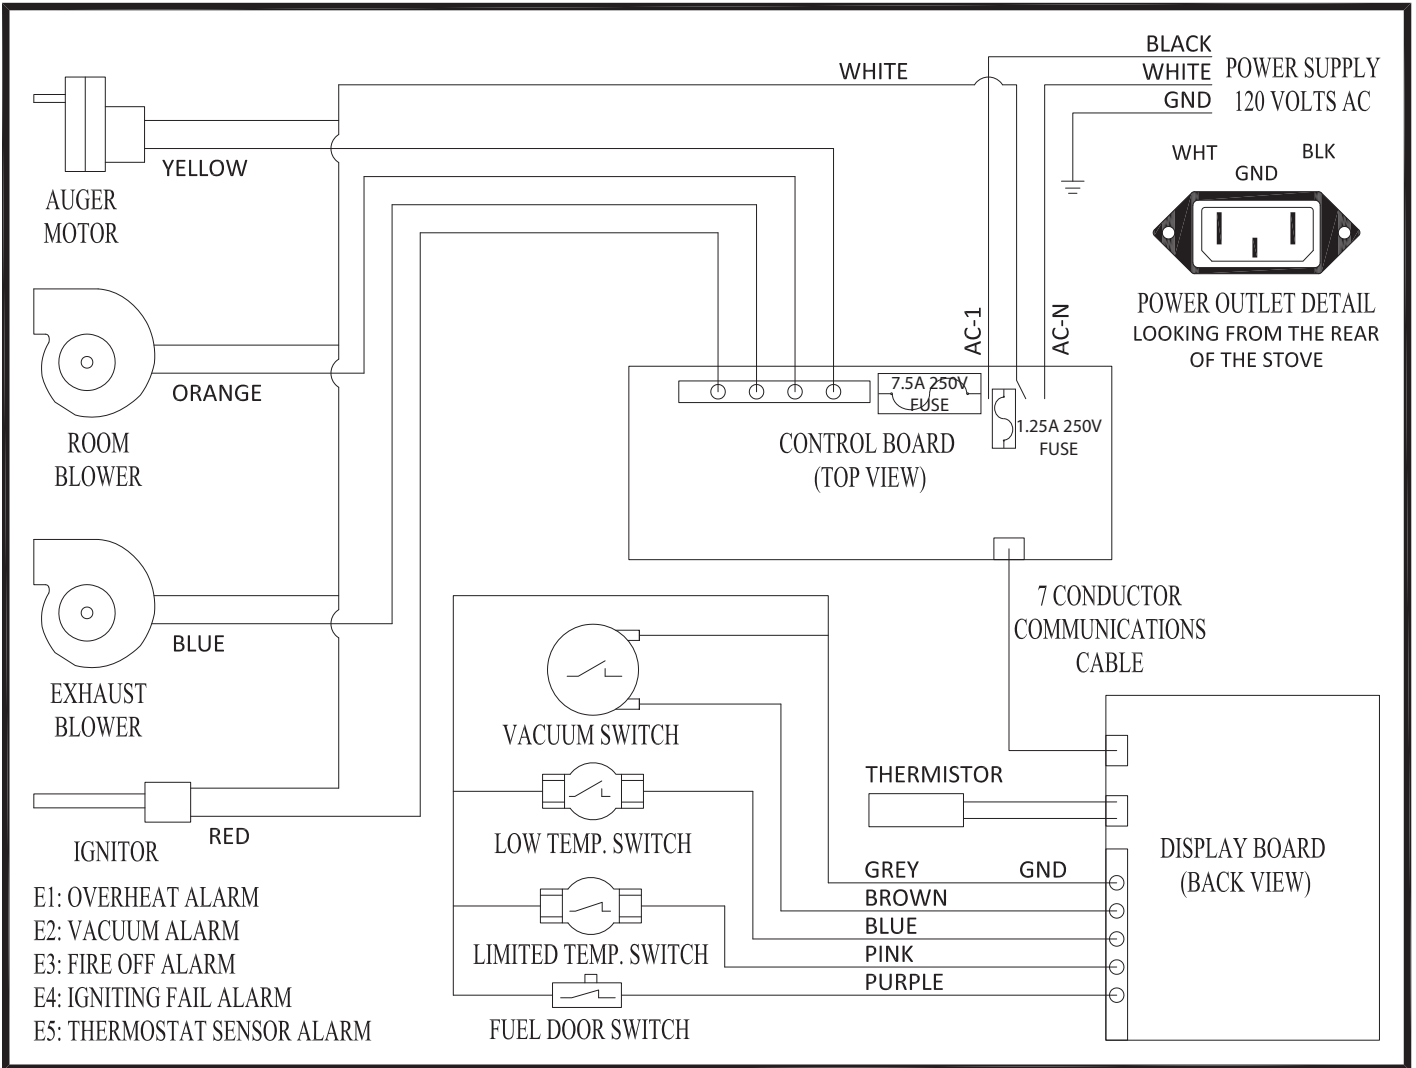 BLACK
WHITE
WHITE
GND
POWER SUPPLY
120 VOLTS AC
WHT
BLK
GND
POWER OUTLET DETAIL
LOOKING FROM THE REAR
OF THE STOVE
YELLOW
AUGER
MOTOR
ORANGE
ROOM
BLOWER
BLUE
EXHAUST
BLOWER
RED
IGNITOR
AC-1
AC-N
7.5A 250V
FUSE
1.25A 250V
FUSE
CONTROL BOARD
(TOP VIEW)
7 CONDUCTOR
COMMUNICATIONS
CABLE
VACUUM SWITCH
LOW TEMP. SWITCH
LIMITED TEMP. SWITCH
FUEL DOOR SWITCH
THERMISTOR
GREY
GND
BROWN
BLUE
PINK
PURPLE
DISPLAY BOARD
(BACK VIEW)
E1: OVERHEAT ALARM
E2: VACUUM ALARM
E3: FIRE OFF ALARM
E4: IGNITING FAIL ALARM
E5: THERMOSTAT SENSOR ALARM